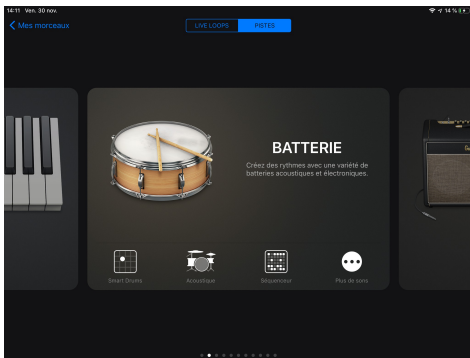 14:11 Ven. 30 nov.
14 %
Mes morceaux
LIVE LOOPS
PISTES
BATTERIE
Créez des rythmes avec une variété de
batteries acoustiques et électroniques.
Smart Drums
Acoustique
Séquenceur
Plus de sons